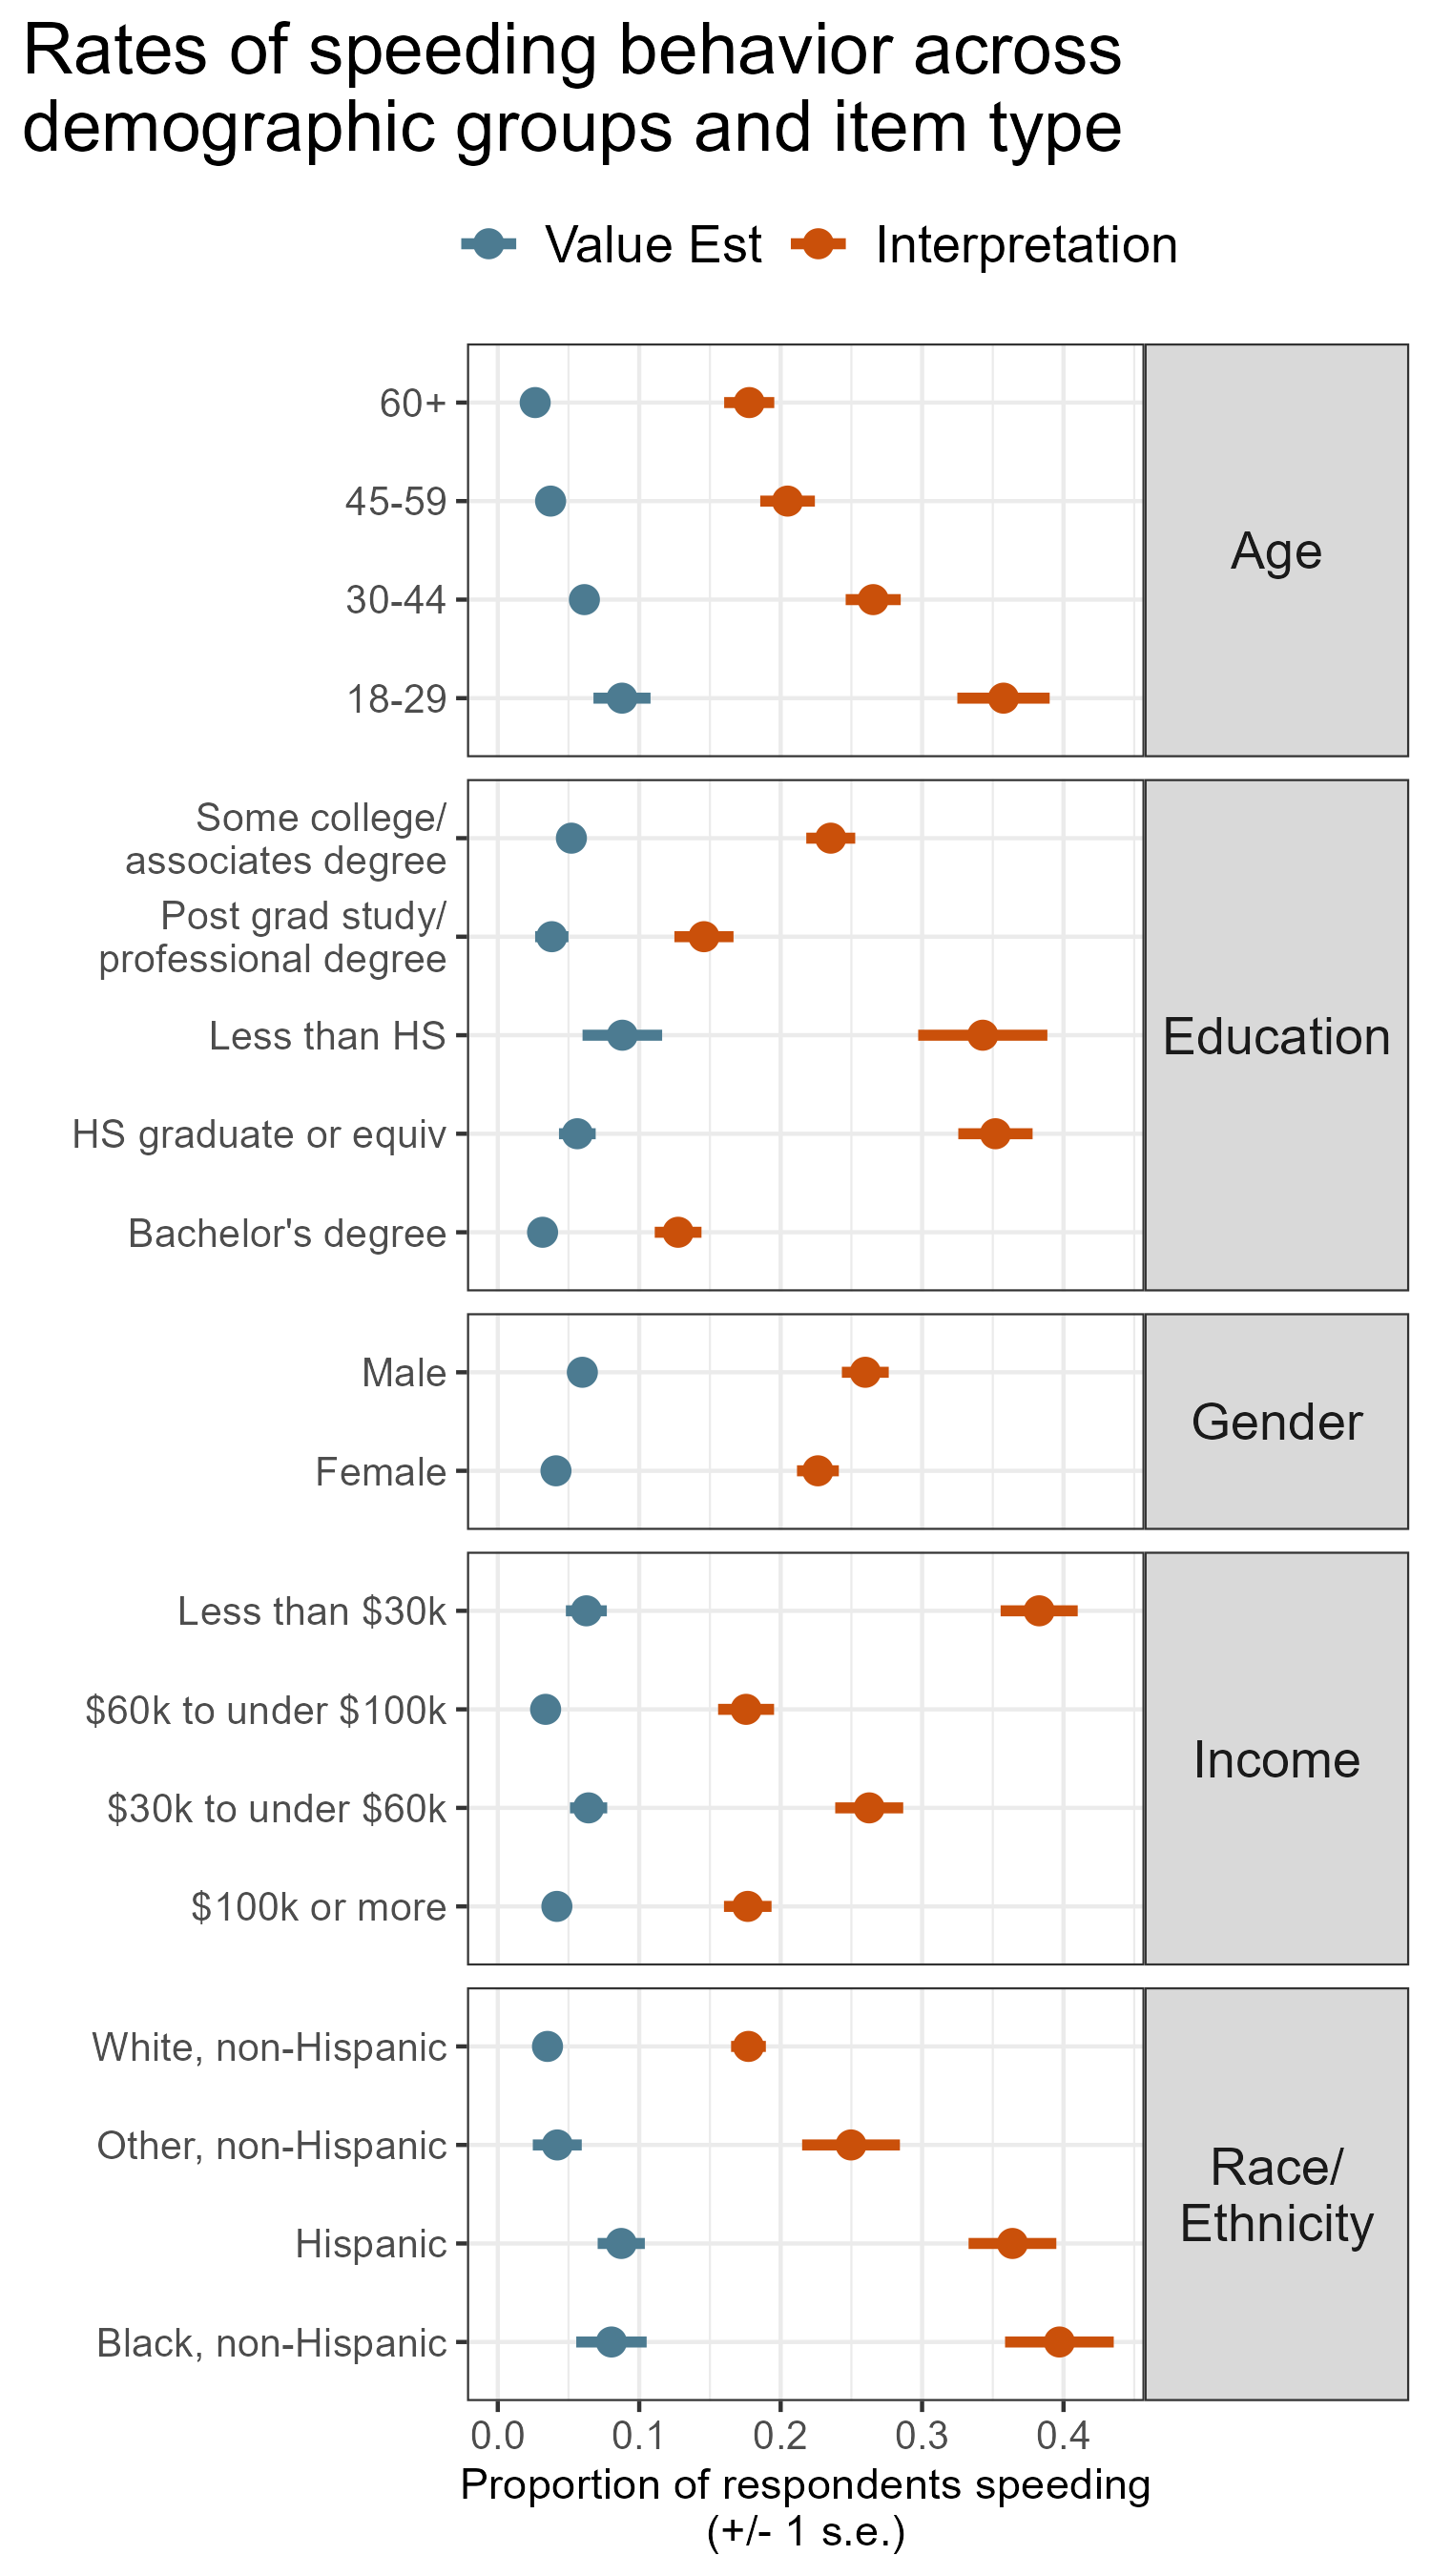 Rates of speeding behavior across
demographic groups and item type
Value Est Interpretation
60+
45-59
30-44
18-29
Age
Some college/
associates degree
Post grad study/
professional degree
Less than HS
HS graduate or equiv
Bachelor's degree
Education
Male
Female
Gender
Less than $30k
$60k to under $100k
$30k to under $60k
$100k or more
Income
White, non-Hispanic
Other, non-Hispanic
Hispanic
Black, non-Hispanic
Race/
Ethnicity
0.0 0.1 0.2 0.3 0.4
Proportion of respondents speeding
(+/- 1 s.e.)